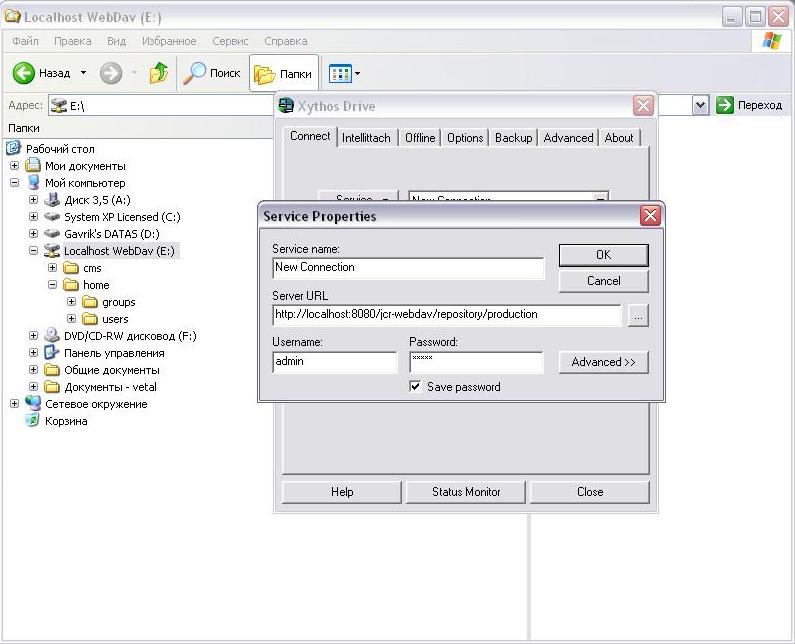 Localhost WebDav (E:)
Файл Правка Вид Избранное Сервис Справка
Назад Поиск Папки
Адрес: E:\ Переход
Папки
Рабочий стол
Мои документы
Мой компьютер
Диск 3,5 (A:)
System XP Licensed (C:)
Gavrik's DATAS (D:)
Localhost WebDav (E:)
cms
home
groups
users
DVD/CD-RW дисковод (F:)
Панель управления
Общие документы
Документы - vetal
Сетевое окружение
Корзина
Xythos Drive
Connect Intellittach Offline Options Backup Advanced About
Service New Connection
Service Properties
Service name:
New Connection
OK
Cancel
Server URL
http://localhost:8080/jcr-webdav/repository/production
...
Username: Password:
admin ***** Advanced >>
Save password
Help Status Monitor Close